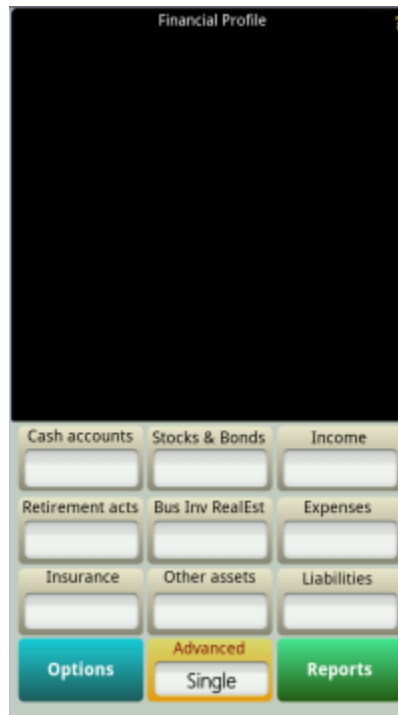 Financial Profile
Cash accounts Stocks & Bonds Income
Retirement acts Bus Inv RealEst Expenses
Insurance Other assets Liabilities
Options Advanced Reports
Single